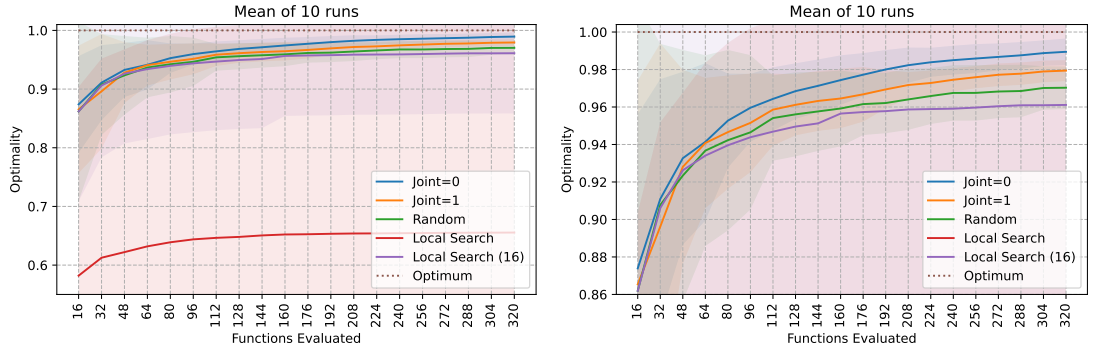 Mean of 10 runs
Optimality
1.0
0.9
0.8
0.7
0.6
Joint=0
Joint=1
Random
Local Search
Local Search (16)
Optimum
16 32 48 64 80 96 112 128 144 160 176 192 208 224 240 256 272 288 304 320
Functions Evaluated
Mean of 10 runs
Optimality
1.00
0.98
0.96
0.94
0.92
0.90
0.88
0.86
Joint=0
Joint=1
Random
Local Search
Local Search (16)
Optimum
16 32 48 64 80 96 112 128 144 160 176 192 208 224 240 256 272 288 304 320
Functions Evaluated